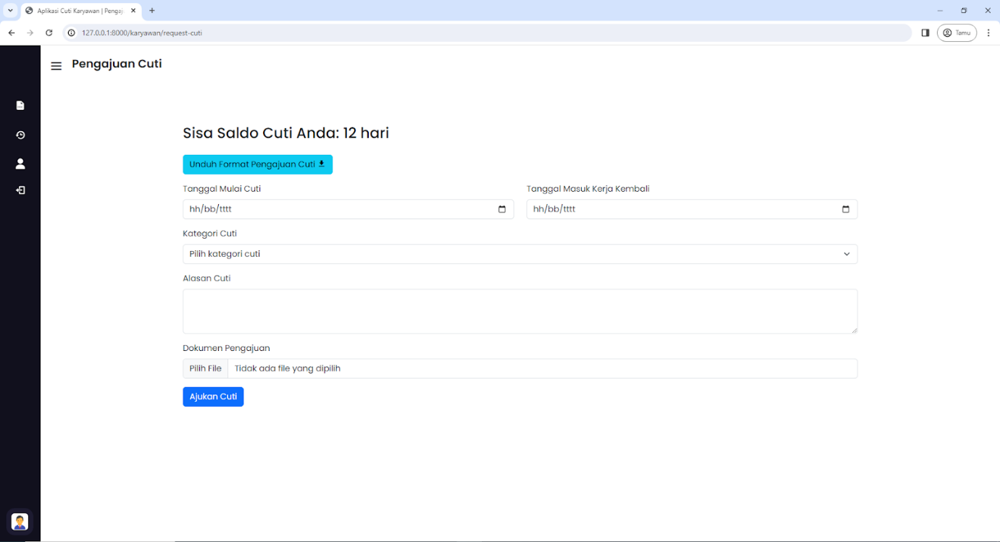 Aplikasi Cuti Karyawan | Pengaj
127.0.0.1:8000/karyawan/request-cuti
Tamu
Pengajuan Cuti
Sisa Saldo Cuti Anda: 12 hari
Unduh Format Pengajuan Cuti
Tanggal Mulai Cuti
Tanggal Masuk Kerja Kembali
hh/bb/tttt
hh/bb/tttt
Kategori Cuti
Pilih kategori cuti
Alasan Cuti
Dokumen Pengajuan
Pilih File
Tidak ada file yang dipilih
Ajukan Cuti